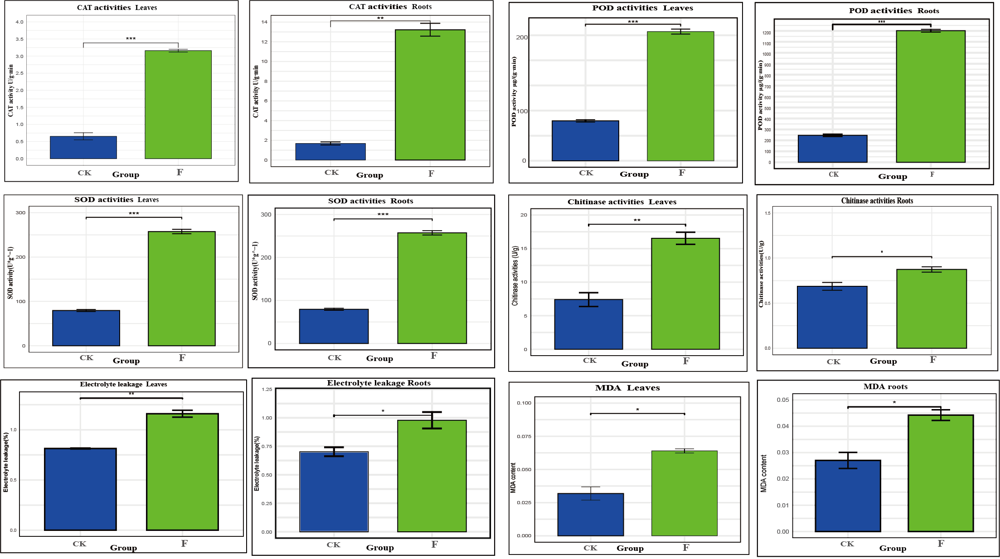 CAT activities Leaves
4.0
3.5
3.0
2.5
2.0
1.5
1.0
0.5
0.0
CAT activity U/g·min
***
CK
Group
F
CAT activities Roots
14
12
10
8
6
4
2
0
CAT activity U/g·min
**
CK
Group
F
POD activities Leaves
200
100
0
POD activity µg/(g·min)
***
CK
Group
F
POD activities Roots
1200
1100
1000
900
800
700
600
500
400
300
200
100
0
POD activity µg/(g·min)
***
CK
Group
F
SOD activities Leaves
300
200
100
0
SOD activity(U*g^−1)
***
CK
Group
F
SOD activities Roots
300
200
100
0
SOD activity(U*g^−1)
***
CK
Group
F
Chitinase activities Leaves
20
15
10
5
0
Chitinase activities (U/g)
**
CK
Group
F
Chitinase activities Roots
1.5
1.0
0.5
0.0
Chitinase activities(U/g)
*
CK
Group
F
Electrolyte leakage Leaves
1.0
0.5
0.0
Electrolyte leakage(%)
**
CK
Group
F
Electrolyte leakage Roots
1.25
1.00
0.75
0.50
0.25
0.00
Electrolyte leakage(%)
*
CK
Group
F
MDA Leaves
0.100
0.075
0.050
0.025
0.000
MDA content
*
CK
Group
F
MDA roots
0.05
0.04
0.03
0.02
0.01
0.00
MDA content
*
CK
Group
F